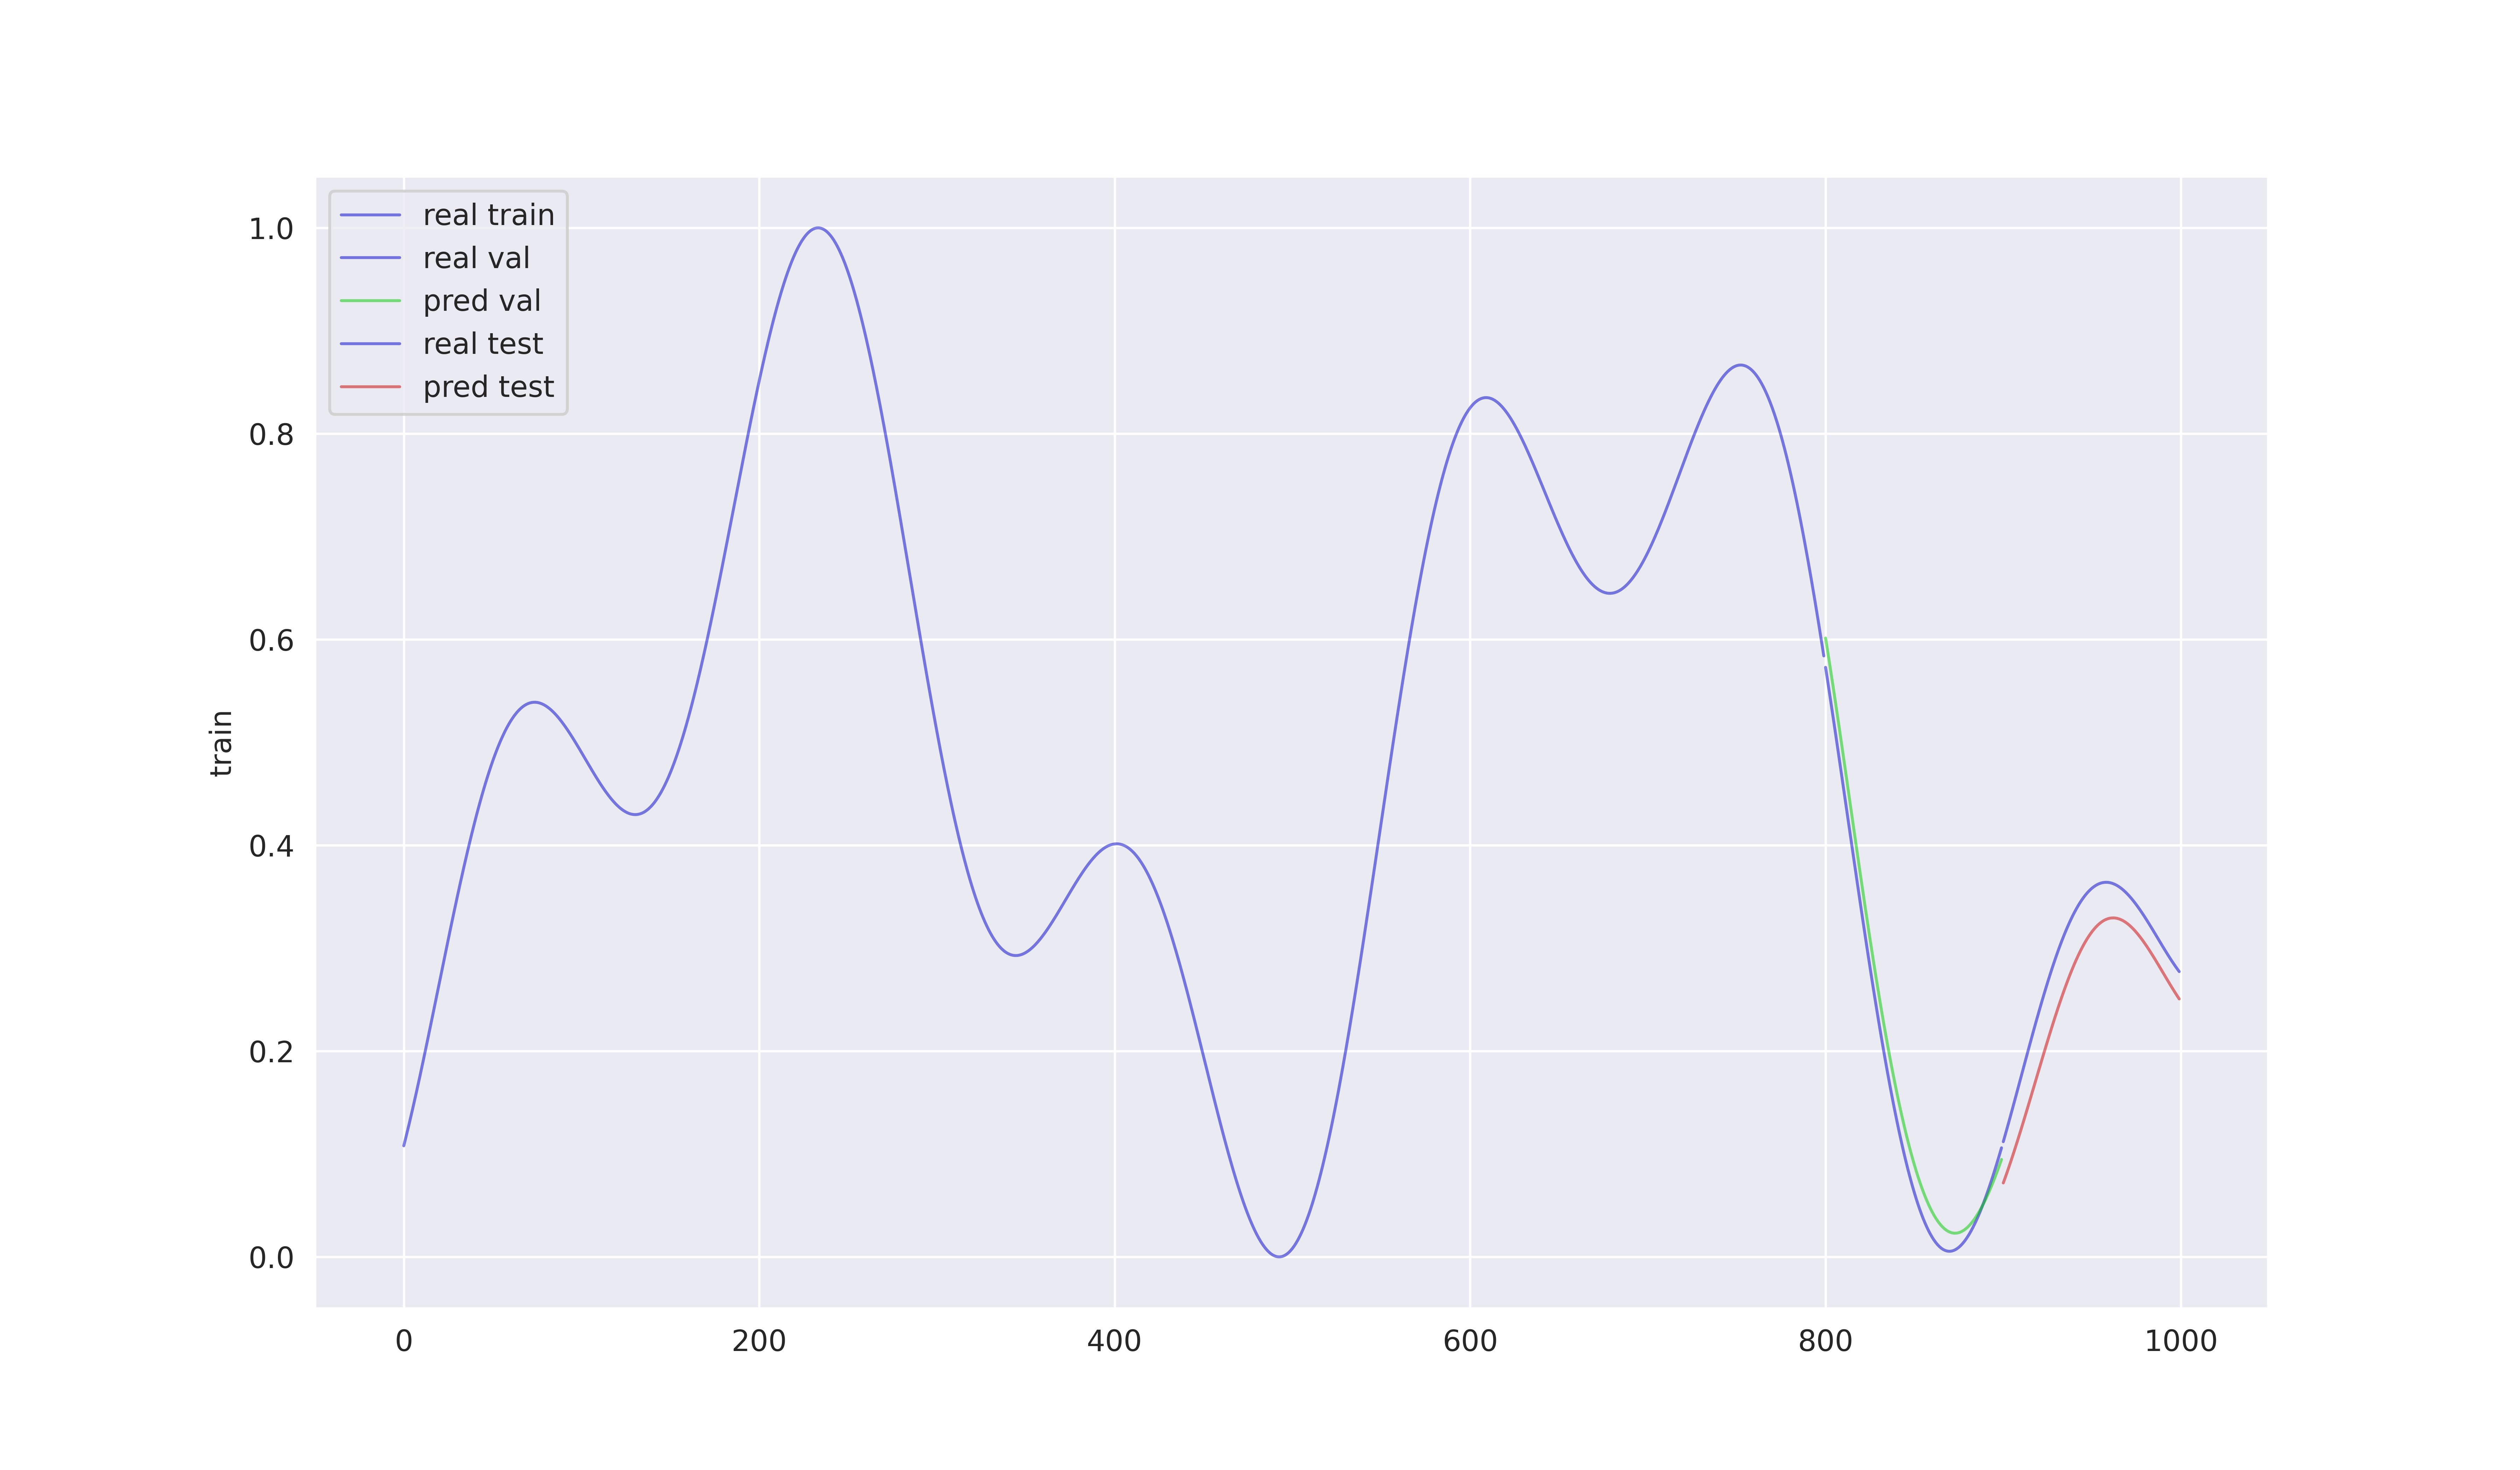 real train
real val
pred val
real test
pred test
1.0
0.8
0.6
0.4
0.2
0.0
train
0 200 400 600 800 1000